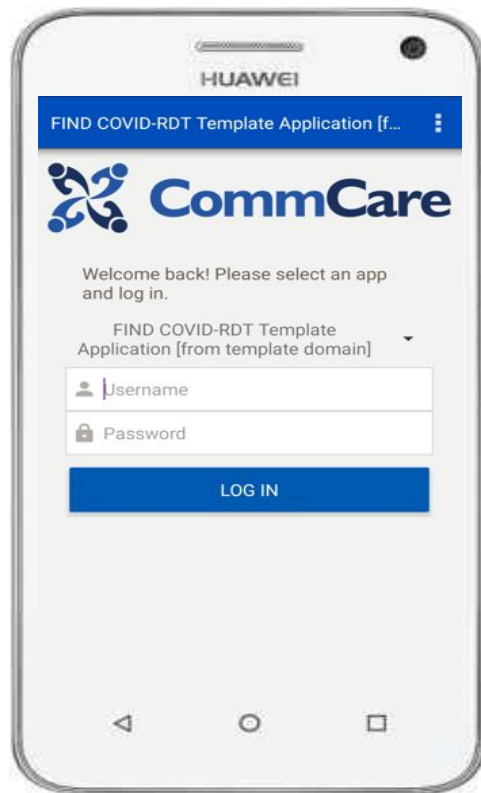 HUAWEI
FIND COVID-RDT Template Application [f...
CommCare
Welcome back! Please select an app
and log in.
FIND COVID-RDT Template
Application [from template domain]
Username
Password
LOG IN